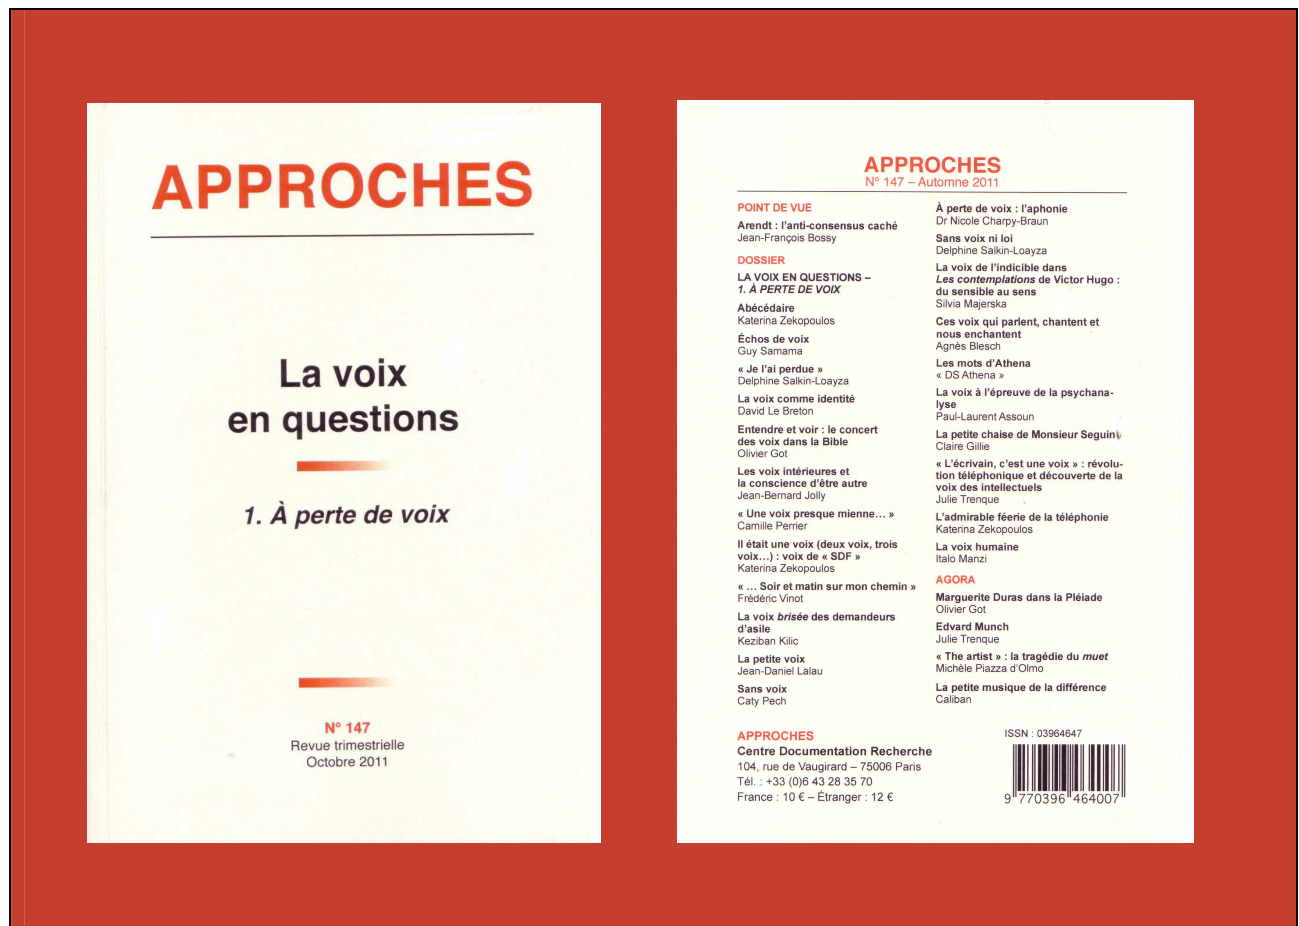 APPROCHES
La voix
en questions
1. À perte de voix
N° 147
Revue trimestrielle
Octobre 2011
APPROCHES
N° 147 – Automne 2011
POINT DE VUE
Arendt : l'anti-consensus caché
Jean-François Bossy
DOSSIER
LA VOIX EN QUESTIONS –
1. À PERTE DE VOIX
Abécédaire
Katerina Zekopoulos
Échos de voix
Guy Samama
« Je l'ai perdue »
Delphine Salkin-Loayza
La voix comme identité
David Le Breton
Entendre et voir : le concert
des voix dans la Bible
Olivier Got
Les voix intérieures et
la conscience d'être autre
Jean-Bernard Jolly
« Une voix presque mienne... »
Camille Perrier
Il était une voix (deux voix, trois
voix...) : voix de « SDF »
Katerina Zekopoulos
« ... Soir et matin sur mon chemin »
Frédéric Vinot
La voix brisée des demandeurs
d'asile
Keziban Kilic
La petite voix
Jean-Daniel Lalau
Sans voix
Caty Pech
À perte de voix : l'aphonie
Dr Nicole Charpy-Braun
Sans voix ni loi
Delphine Salkin-Loayza
La voix de l'indicible dans
Les contemplations de Victor Hugo :
du sensible au sens
Silvia Majerska
Ces voix qui parlent, chantent et
nous enchantent
Agnès Blesch
Les mots d'Athena
« DS Athena »
La voix à l'épreuve de la psychana-
lyse
Paul-Laurent Assoun
La petite chaise de Monsieur Seguin
Claire Gillie
« L'écrivain, c'est une voix » : révolu-
tion téléphonique et découverte de la
voix des intellectuels
Julie Trenque
L'admirable féerie de la téléphonie
Katerina Zekopoulos
La voix humaine
Italo Manzi
AGORA
Marguerite Duras dans la Pléiade
Olivier Got
Edvard Munch
Julie Trenque
« The artist » : la tragédie du muet
Michèle Piazza d'Olmo
La petite musique de la différence
Caliban
APPROCHES
Centre Documentation Recherche
104, rue de Vaugirard – 75006 Paris
Tél. : +33 (0)6 43 28 35 70
France : 10 € – Étranger : 12 €
ISSN : 03964647
9 770396 464007